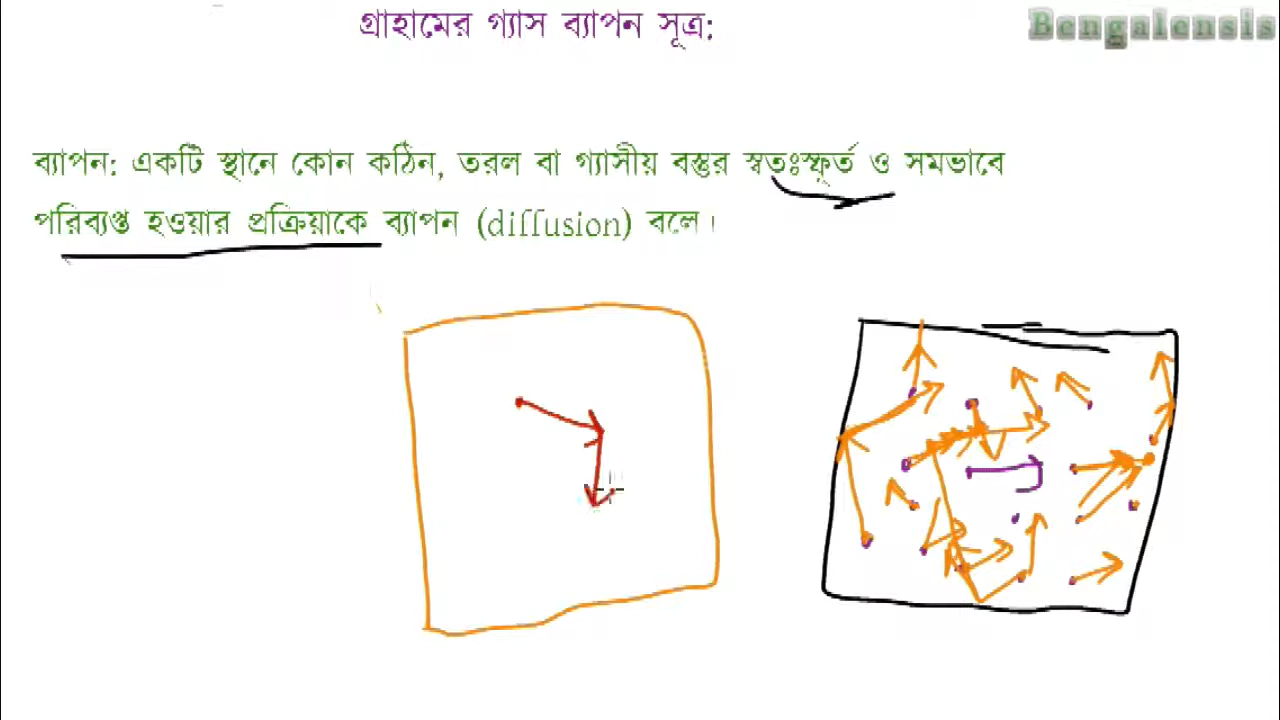 গ্রাহামের গ্যাস ব্যাপন সূত্র:
Bengalensis
ব্যাপন: একটি স্থানে কোন কঠিন, তরল বা গ্যাসীয় বস্তুর স্বতঃস্ফূর্ত ও সমভাবে
পরিব্যপ্ত হওয়ার প্রক্রিয়াকে ব্যাপন (diffusion) বলে।